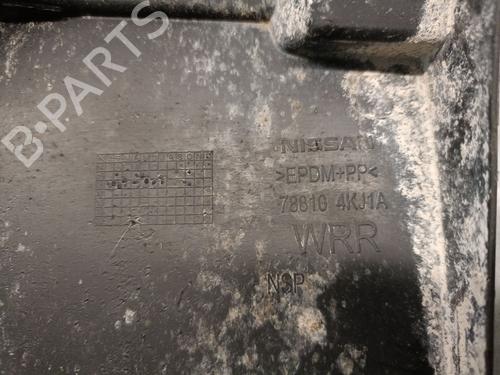 B-PARTS
NISSAN
>EPDM+PP<
78810 4KJ1A
WRR
NSP